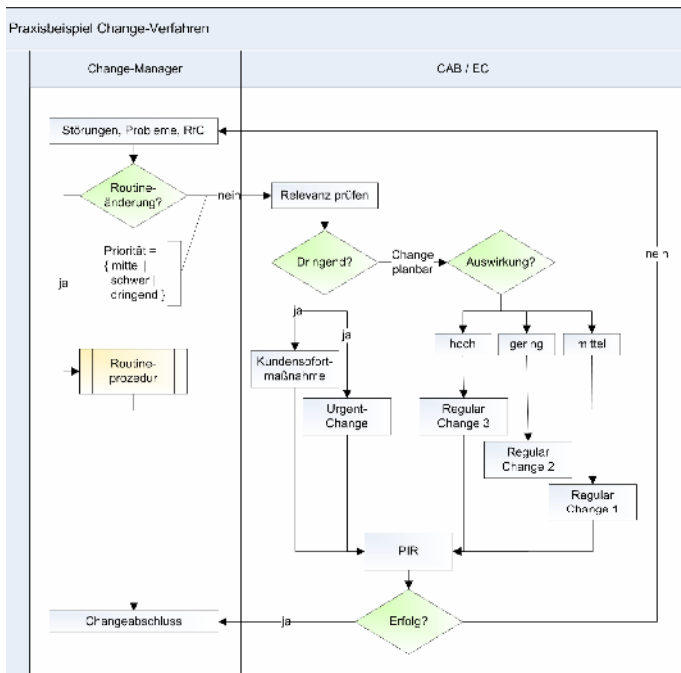 Praxisbeispiel Change-Verfahren
Change-Manager
CAB / EC
Störungen, Probleme, RfC
Routine-
änderung?
nein
Relevanz prüfen
Priorität =
{ mittel |
schwer |
dringend }
ja
Dringend?
Change
planbar
Auswirkung?
nein
ja
ja
hoch
gering
mittel
Routine-
prozedur
Kundensofort-
maßnahme
Urgent-
Change
Regular
Change 3
Regular
Change 2
Regular
Change 1
PIR
Changeabschluss
ja
Erfolg?